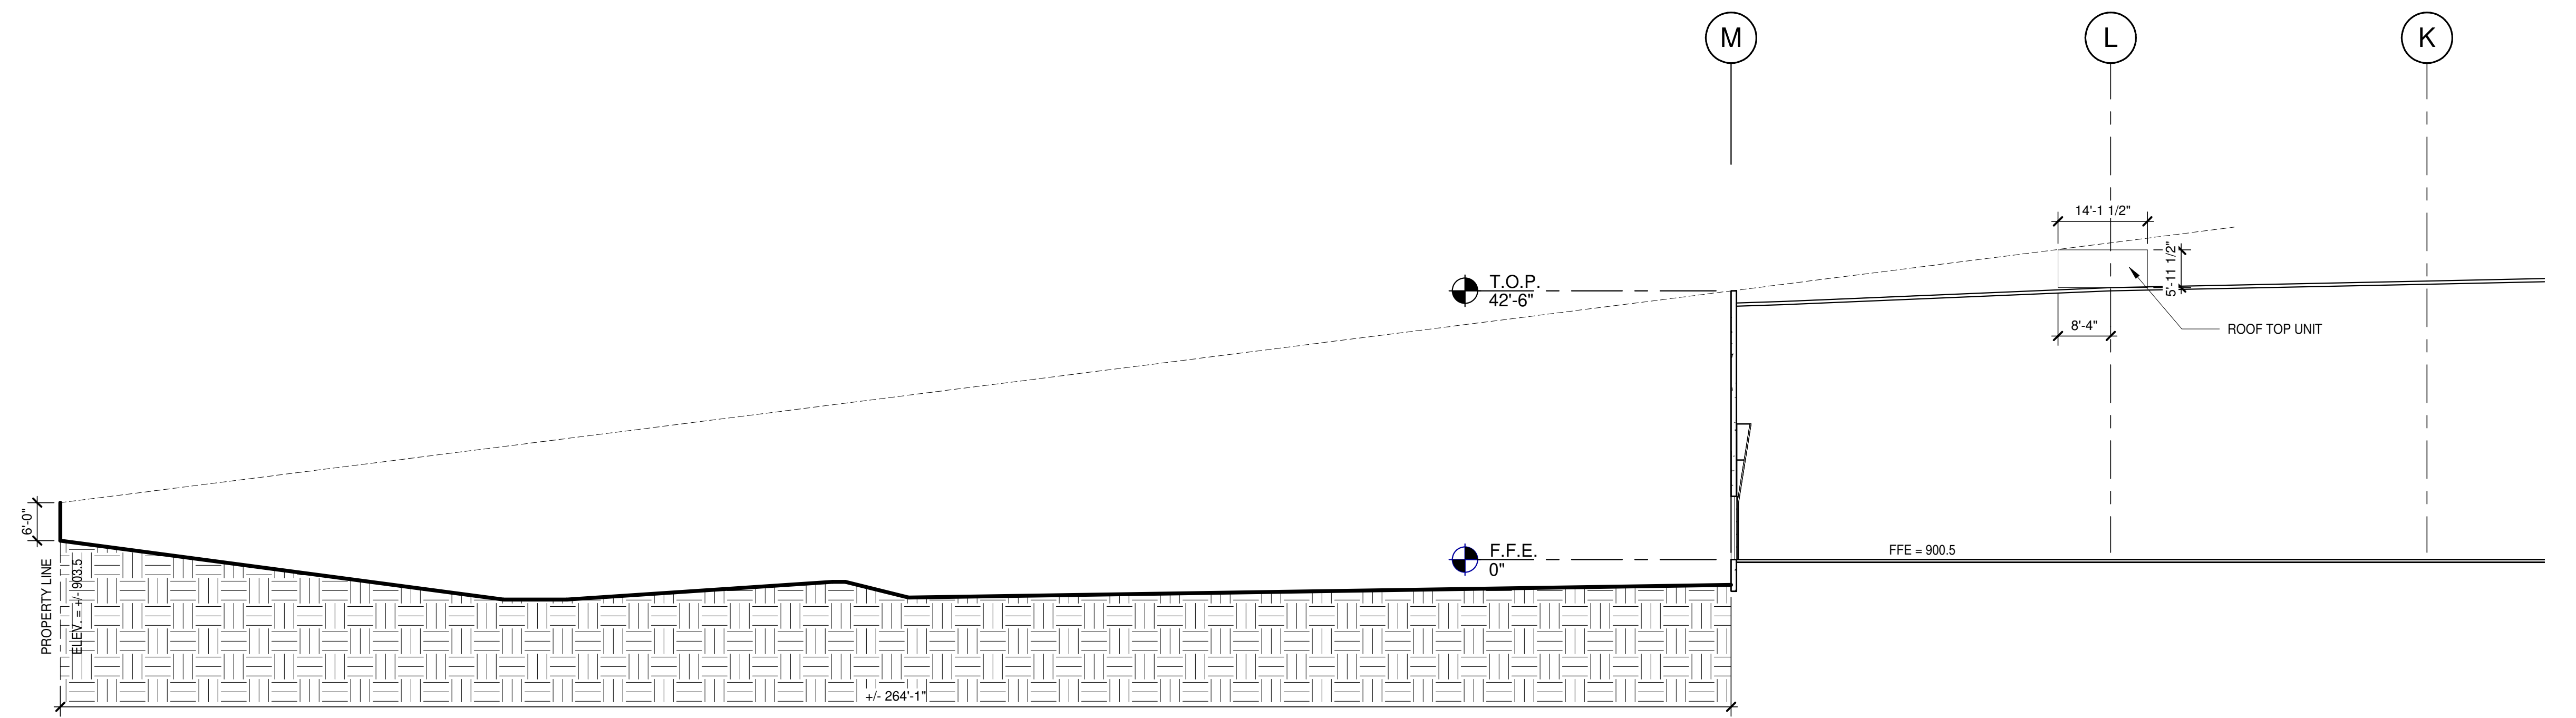 M
L
K
14'-1 1/2"
5'-11 1/2"
T.O.P.
42'-6"
8'-4"
ROOF TOP UNIT
6'-0"
F.F.E.
0"
FFE = 900.5
PROPERTY LINE
ELEV. = +/- 903.5
+/- 264'-1"